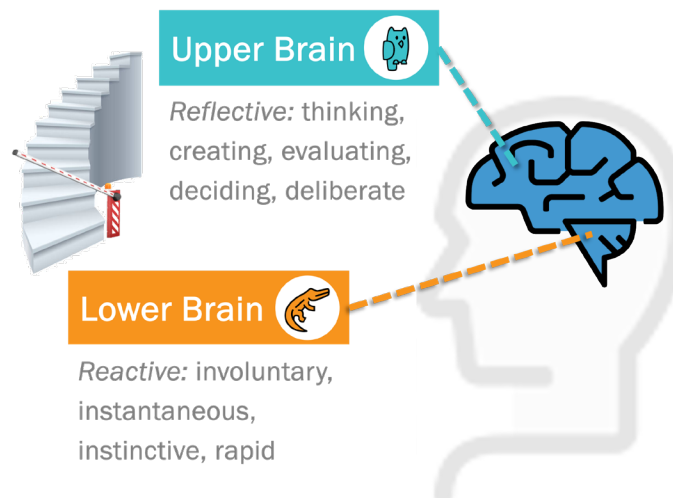 Upper Brain
Reflective: thinking,
creating, evaluating,
deciding, deliberate
Lower Brain
Reactive: involuntary,
instantaneous,
instinctive, rapid